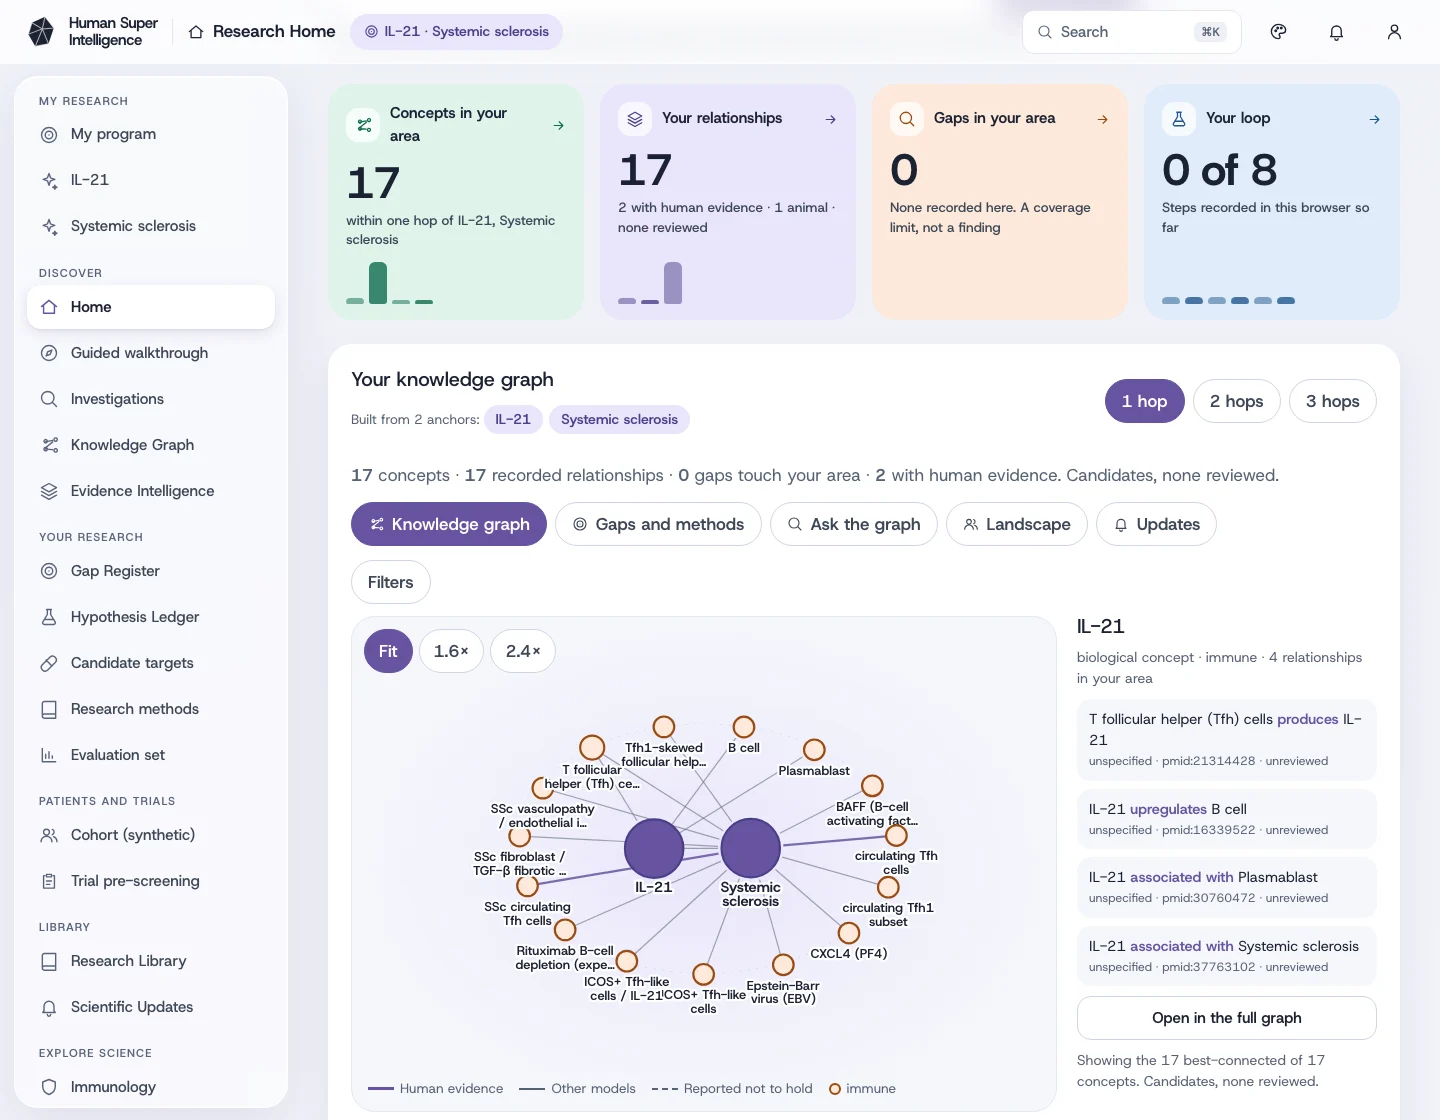 Human Super
Intelligence
Research Home
IL-21 · Systemic sclerosis
Search
⌘K
MY RESEARCH
My program
IL-21
Systemic sclerosis
DISCOVER
Home
Guided walkthrough
Investigations
Knowledge Graph
Evidence Intelligence
YOUR RESEARCH
Gap Register
Hypothesis Ledger
Candidate targets
Research methods
Evaluation set
PATIENTS AND TRIALS
Cohort (synthetic)
Trial pre-screening
LIBRARY
Research Library
Scientific Updates
EXPLORE SCIENCE
Immunology
Concepts in your
area
→
17
within one hop of IL-21, Systemic
sclerosis
Your relationships
→
17
2 with human evidence · 1 animal ·
none reviewed
Gaps in your area
→
0
None recorded here. A coverage
limit, not a finding
Your loop
→
0 of 8
Steps recorded in this browser so
far
Your knowledge graph
Built from 2 anchors:
IL-21
Systemic sclerosis
1 hop
2 hops
3 hops
17 concepts · 17 recorded relationships · 0 gaps touch your area · 2 with human evidence. Candidates, none reviewed.
Knowledge graph
Gaps and methods
Ask the graph
Landscape
Updates
Filters
Fit
1.6×
2.4×
Tfh1-skewed
follicular help…
B cell
T follicular
helper (Tfh) ce…
Plasmablast
SSc vasculopathy
/ endothelial i…
BAFF (B-cell
activating fact…
SSc fibroblast /
TGF-β fibrotic …
circulating Tfh
cells
IL-21
Systemic
sclerosis
SSc circulating
Tfh cells
circulating Tfh1
subset
Rituximab B-cell
depletion (expe…
CXCL4 (PF4)
ICOS+ Tfh-like
cells / IL-21
ICOS+ Tfh-like
cells
Epstein-Barr
virus (EBV)
Human evidence
Other models
Reported not to hold
immune
IL-21
biological concept · immune · 4 relationships
in your area
T follicular helper (Tfh) cells produces IL-
21
unspecified · pmid:21314428 · unreviewed
IL-21 upregulates B cell
unspecified · pmid:16339522 · unreviewed
IL-21 associated with Plasmablast
unspecified · pmid:30760472 · unreviewed
IL-21 associated with Systemic sclerosis
unspecified · pmid:37763102 · unreviewed
Open in the full graph
Showing the 17 best-connected of 17
concepts. Candidates, none reviewed.